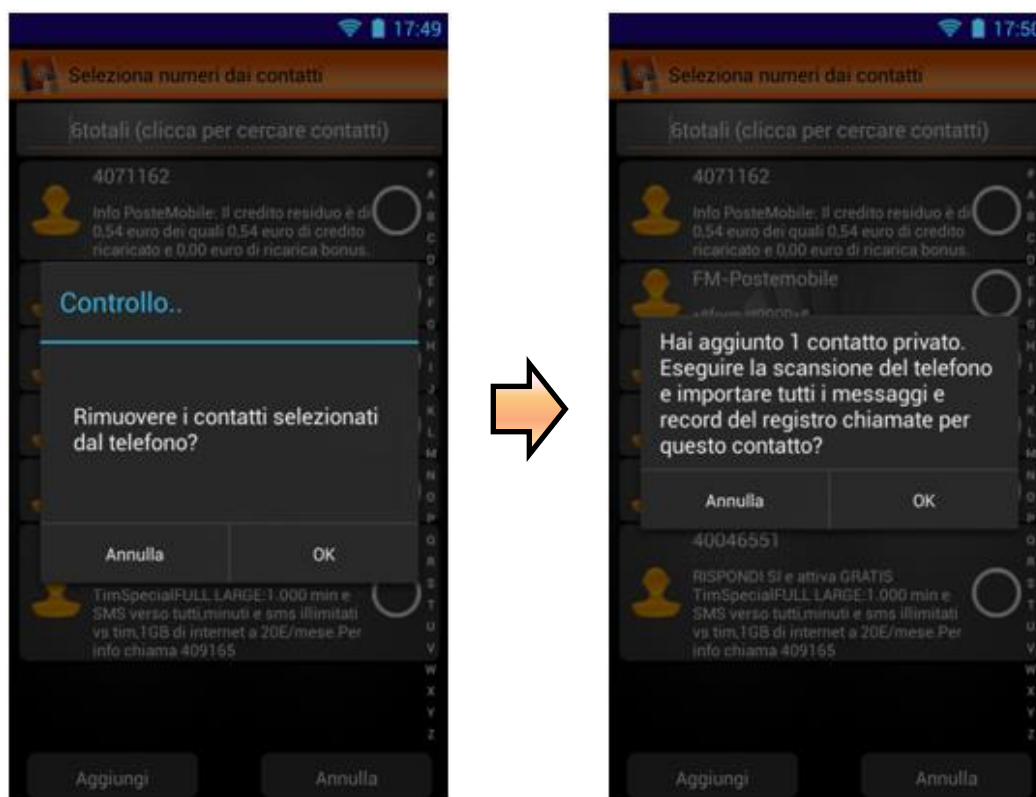 17:49
Seleziona numeri dai contatti
6totali (clicca per cercare contatti)
4071162
Info PosteMobile: Il credito residuo è di
0,54 euro dei quali 0,54 euro di credito
ricaricato e 0,00 euro di ricarica bonus.
Controllo..
Rimuovere i contatti selezionati
dal telefono?
Annulla
OK
TimSpecialFULL LARGE:1.000 min e
SMS verso tutti,minuti e sms illimitati
vs tim,1GB di internet a 20E/mese.Per
info chiama 409165
#
A
B
C
D
E
F
G
H
I
J
K
L
M
N
O
P
Q
R
S
T
U
V
W
X
Y
Z
Aggiungi
Annulla
17:50
Seleziona numeri dai contatti
6totali (clicca per cercare contatti)
4071162
Info PosteMobile: Il credito residuo è di
0,54 euro dei quali 0,54 euro di credito
ricaricato e 0,00 euro di ricarica bonus.
FM-Postemobile
Hai aggiunto 1 contatto privato.
Eseguire la scansione del telefono
e importare tutti i messaggi e
record del registro chiamate per
questo contatto?
Annulla
OK
40046551
RISPONDI SI e attiva GRATIS
TimSpecialFULL LARGE:1.000 min e
SMS verso tutti,minuti e sms illimitati
vs tim,1GB di internet a 20E/mese.Per
info chiama 409165
Aggiungi
Annulla